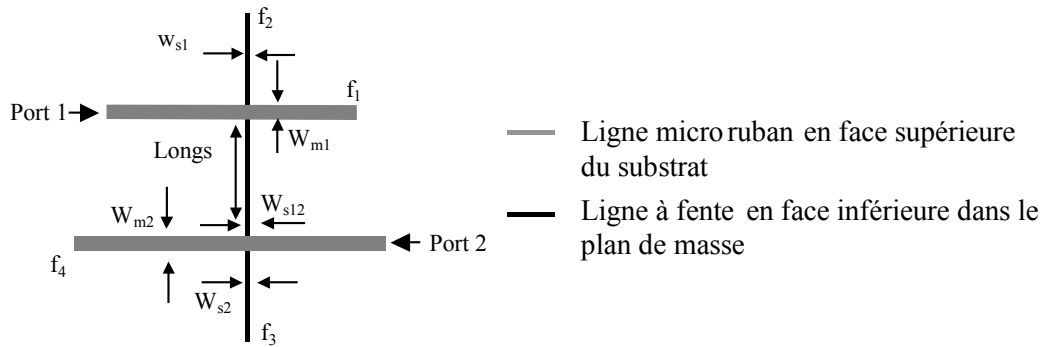 f2
ws1
f1
Port 1
Wm1
Longs
Wm2
Ws12
Port 2
f4
Ws2
f3
Ligne micro ruban en face supérieure
du substrat
Ligne à fente en face inférieure dans le
plan de masse